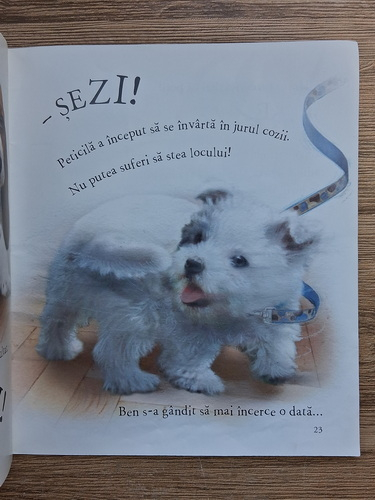 – ȘEZI!
Peticilă a început să se învârtă în jurul cozii.
Nu putea suferi să stea locului!
Ben s-a gândit să mai încerce o dată...
23